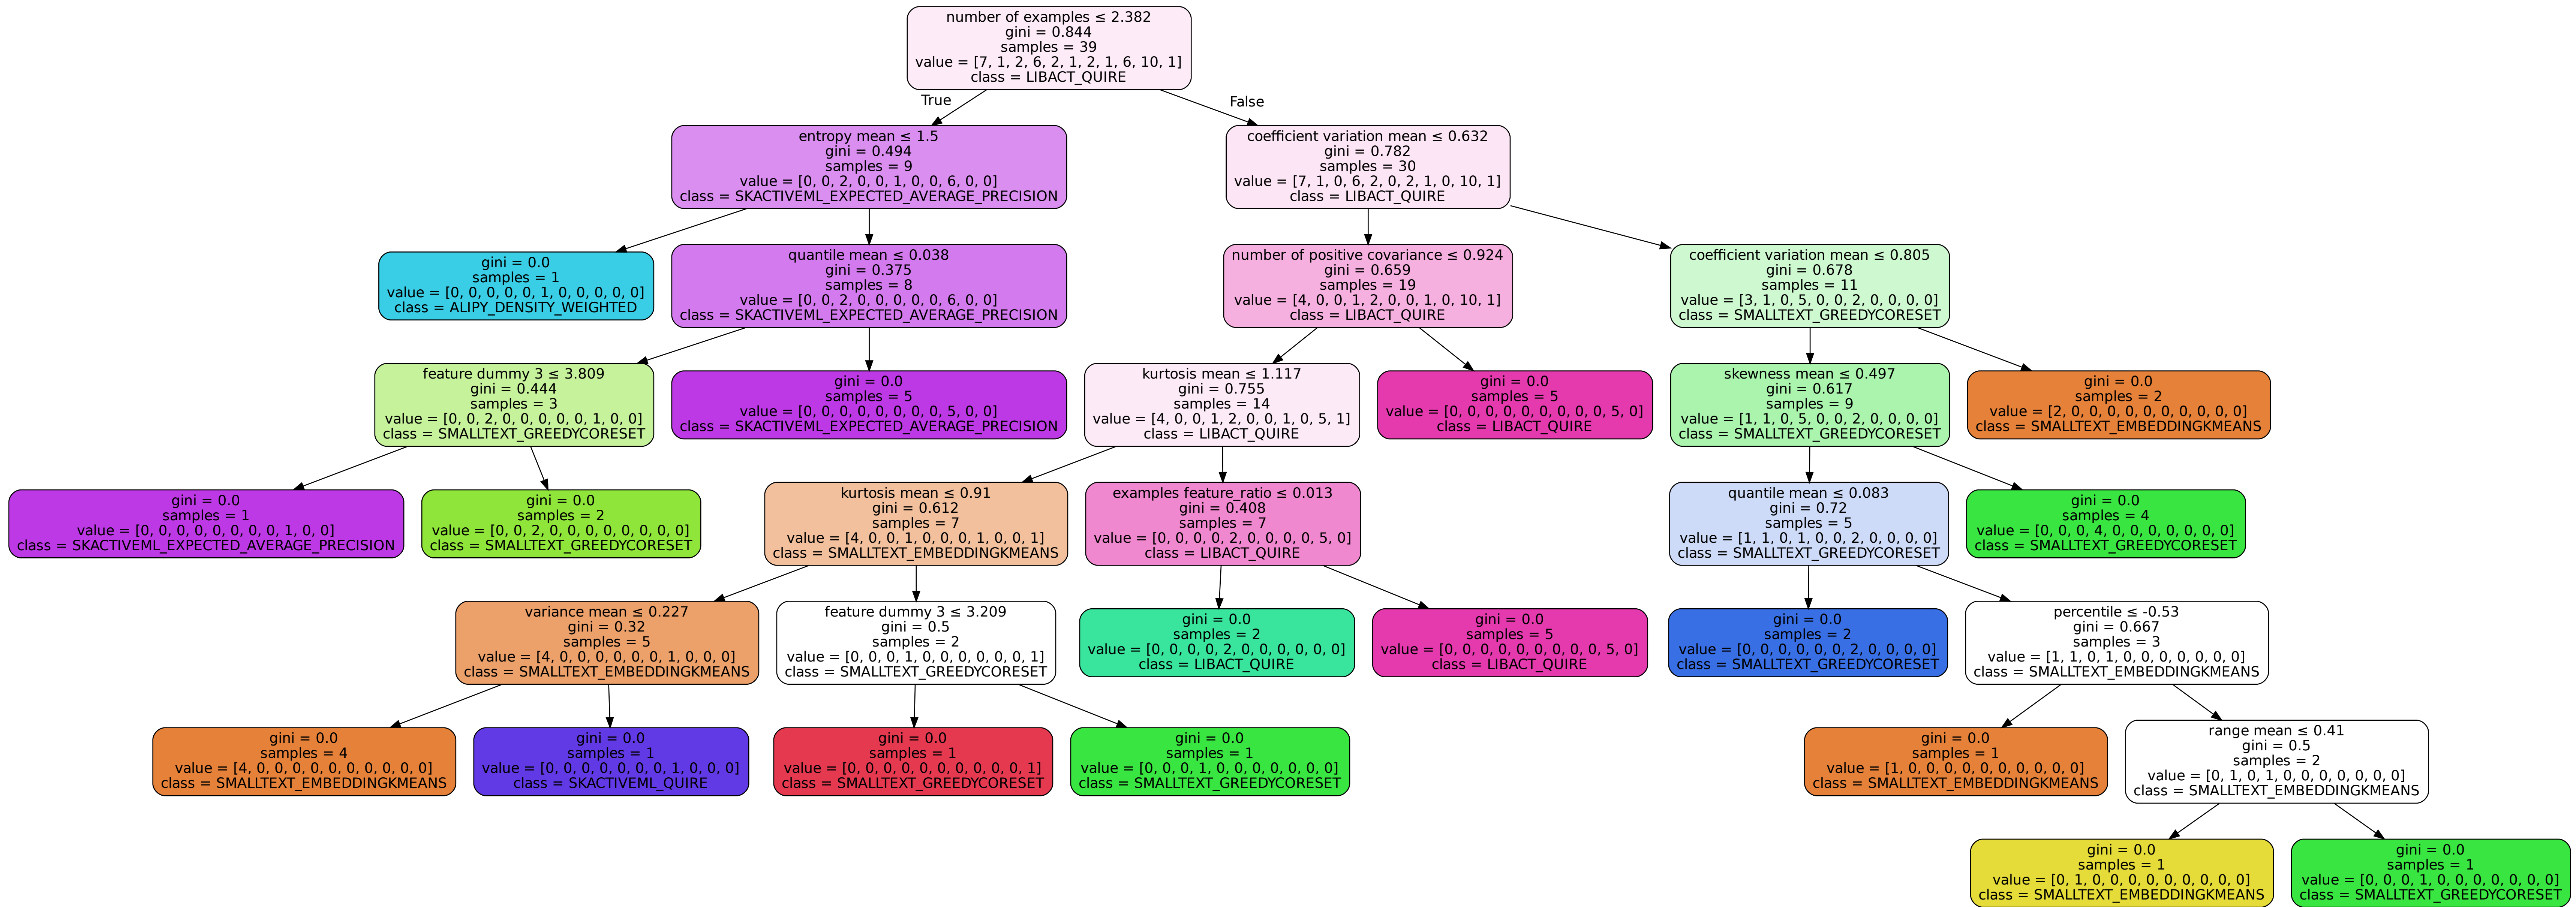 number of examples ≤ 2.382
gini = 0.844
samples = 39
value = [7, 1, 2, 6, 2, 1, 2, 1, 6, 10, 1]
class = LIBACT_QUIRE
True
False
entropy mean ≤ 1.5
gini = 0.494
samples = 9
value = [0, 0, 2, 0, 0, 1, 0, 0, 6, 0, 0]
class = SKACTIVEML_EXPECTED_AVERAGE_PRECISION
coefficient variation mean ≤ 0.632
gini = 0.782
samples = 30
value = [7, 1, 0, 6, 2, 0, 2, 1, 0, 10, 1]
class = LIBACT_QUIRE
gini = 0.0
samples = 1
value = [0, 0, 0, 0, 0, 1, 0, 0, 0, 0, 0]
class = ALIPY_DENSITY_WEIGHTED
quantile mean ≤ 0.038
gini = 0.375
samples = 8
value = [0, 0, 2, 0, 0, 0, 0, 0, 6, 0, 0]
class = SKACTIVEML_EXPECTED_AVERAGE_PRECISION
number of positive covariance ≤ 0.924
gini = 0.659
samples = 19
value = [4, 0, 0, 1, 2, 0, 0, 1, 0, 10, 1]
class = LIBACT_QUIRE
coefficient variation mean ≤ 0.805
gini = 0.678
samples = 11
value = [3, 1, 0, 5, 0, 0, 2, 0, 0, 0, 0]
class = SMALLTEXT_GREEDYCORESET
feature dummy 3 ≤ 3.809
gini = 0.444
samples = 3
value = [0, 0, 2, 0, 0, 0, 0, 0, 1, 0, 0]
class = SMALLTEXT_GREEDYCORESET
gini = 0.0
samples = 5
value = [0, 0, 0, 0, 0, 0, 0, 0, 5, 0, 0]
class = SKACTIVEML_EXPECTED_AVERAGE_PRECISION
kurtosis mean ≤ 1.117
gini = 0.755
samples = 14
value = [4, 0, 0, 1, 2, 0, 0, 1, 0, 5, 1]
class = LIBACT_QUIRE
gini = 0.0
samples = 5
value = [0, 0, 0, 0, 0, 0, 0, 0, 0, 5, 0]
class = LIBACT_QUIRE
skewness mean ≤ 0.497
gini = 0.617
samples = 9
value = [1, 1, 0, 5, 0, 0, 2, 0, 0, 0, 0]
class = SMALLTEXT_GREEDYCORESET
gini = 0.0
samples = 2
value = [2, 0, 0, 0, 0, 0, 0, 0, 0, 0, 0]
class = SMALLTEXT_EMBEDDINGKMEANS
gini = 0.0
samples = 1
value = [0, 0, 0, 0, 0, 0, 0, 0, 1, 0, 0]
class = SKACTIVEML_EXPECTED_AVERAGE_PRECISION
gini = 0.0
samples = 2
value = [0, 0, 2, 0, 0, 0, 0, 0, 0, 0, 0]
class = SMALLTEXT_GREEDYCORESET
kurtosis mean ≤ 0.91
gini = 0.612
samples = 7
value = [4, 0, 0, 1, 0, 0, 0, 1, 0, 0, 1]
class = SMALLTEXT_EMBEDDINGKMEANS
examples feature_ratio ≤ 0.013
gini = 0.408
samples = 7
value = [0, 0, 0, 0, 2, 0, 0, 0, 0, 5, 0]
class = LIBACT_QUIRE
quantile mean ≤ 0.083
gini = 0.72
samples = 5
value = [1, 1, 0, 1, 0, 0, 2, 0, 0, 0, 0]
class = SMALLTEXT_GREEDYCORESET
gini = 0.0
samples = 4
value = [0, 0, 0, 4, 0, 0, 0, 0, 0, 0, 0]
class = SMALLTEXT_GREEDYCORESET
variance mean ≤ 0.227
gini = 0.32
samples = 5
value = [4, 0, 0, 0, 0, 0, 0, 1, 0, 0, 0]
class = SMALLTEXT_EMBEDDINGKMEANS
feature dummy 3 ≤ 3.209
gini = 0.5
samples = 2
value = [0, 0, 0, 1, 0, 0, 0, 0, 0, 0, 1]
class = SMALLTEXT_GREEDYCORESET
gini = 0.0
samples = 2
value = [0, 0, 0, 0, 2, 0, 0, 0, 0, 0, 0]
class = LIBACT_QUIRE
gini = 0.0
samples = 5
value = [0, 0, 0, 0, 0, 0, 0, 0, 0, 5, 0]
class = LIBACT_QUIRE
gini = 0.0
samples = 2
value = [0, 0, 0, 0, 0, 0, 2, 0, 0, 0, 0]
class = SMALLTEXT_GREEDYCORESET
percentile ≤ -0.53
gini = 0.667
samples = 3
value = [1, 1, 0, 1, 0, 0, 0, 0, 0, 0, 0]
class = SMALLTEXT_EMBEDDINGKMEANS
gini = 0.0
samples = 4
value = [4, 0, 0, 0, 0, 0, 0, 0, 0, 0, 0]
class = SMALLTEXT_EMBEDDINGKMEANS
gini = 0.0
samples = 1
value = [0, 0, 0, 0, 0, 0, 0, 1, 0, 0, 0]
class = SKACTIVEML_QUIRE
gini = 0.0
samples = 1
value = [0, 0, 0, 0, 0, 0, 0, 0, 0, 0, 1]
class = SMALLTEXT_GREEDYCORESET
gini = 0.0
samples = 1
value = [0, 0, 0, 1, 0, 0, 0, 0, 0, 0, 0]
class = SMALLTEXT_GREEDYCORESET
gini = 0.0
samples = 1
value = [1, 0, 0, 0, 0, 0, 0, 0, 0, 0, 0]
class = SMALLTEXT_EMBEDDINGKMEANS
range mean ≤ 0.41
gini = 0.5
samples = 2
value = [0, 1, 0, 1, 0, 0, 0, 0, 0, 0, 0]
class = SMALLTEXT_EMBEDDINGKMEANS
gini = 0.0
samples = 1
value = [0, 1, 0, 0, 0, 0, 0, 0, 0, 0, 0]
class = SMALLTEXT_EMBEDDINGKMEANS
gini = 0.0
samples = 1
value = [0, 0, 0, 1, 0, 0, 0, 0, 0, 0, 0]
class = SMALLTEXT_GREEDYCORESET